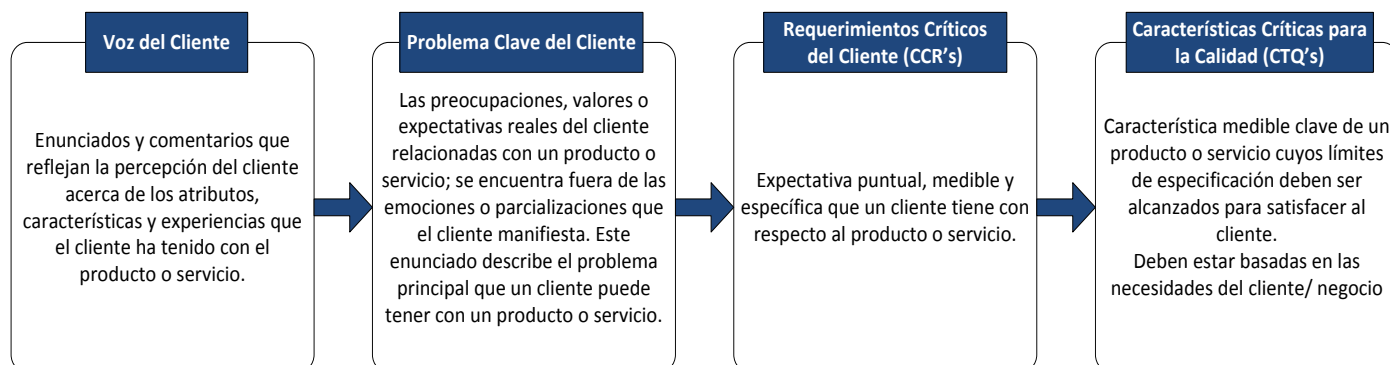 Voz del Cliente
Enunciados y comentarios que
reflejan la percepción del cliente
acerca de los atributos,
características y experiencias que
el cliente ha tenido con el
producto o servicio.
Problema Clave del Cliente
Las preocupaciones, valores o
expectativas reales del cliente
relacionadas con un producto o
servicio; se encuentra fuera de las
emociones o parcializaciones que
el cliente manifiesta. Este
enunciado describe el problema
principal que un cliente puede
tener con un producto o servicio.
Requerimientos Críticos
del Cliente (CCR's)
Expectativa puntual, medible y
específica que un cliente tiene con
respecto al producto o servicio.
Características Críticas para
la Calidad (CTQ's)
Característica medible clave de un
producto o servicio cuyos límites
de especificación deben ser
alcanzados para satisfacer al
cliente.
Deben estar basadas en las
necesidades del cliente/ negocio